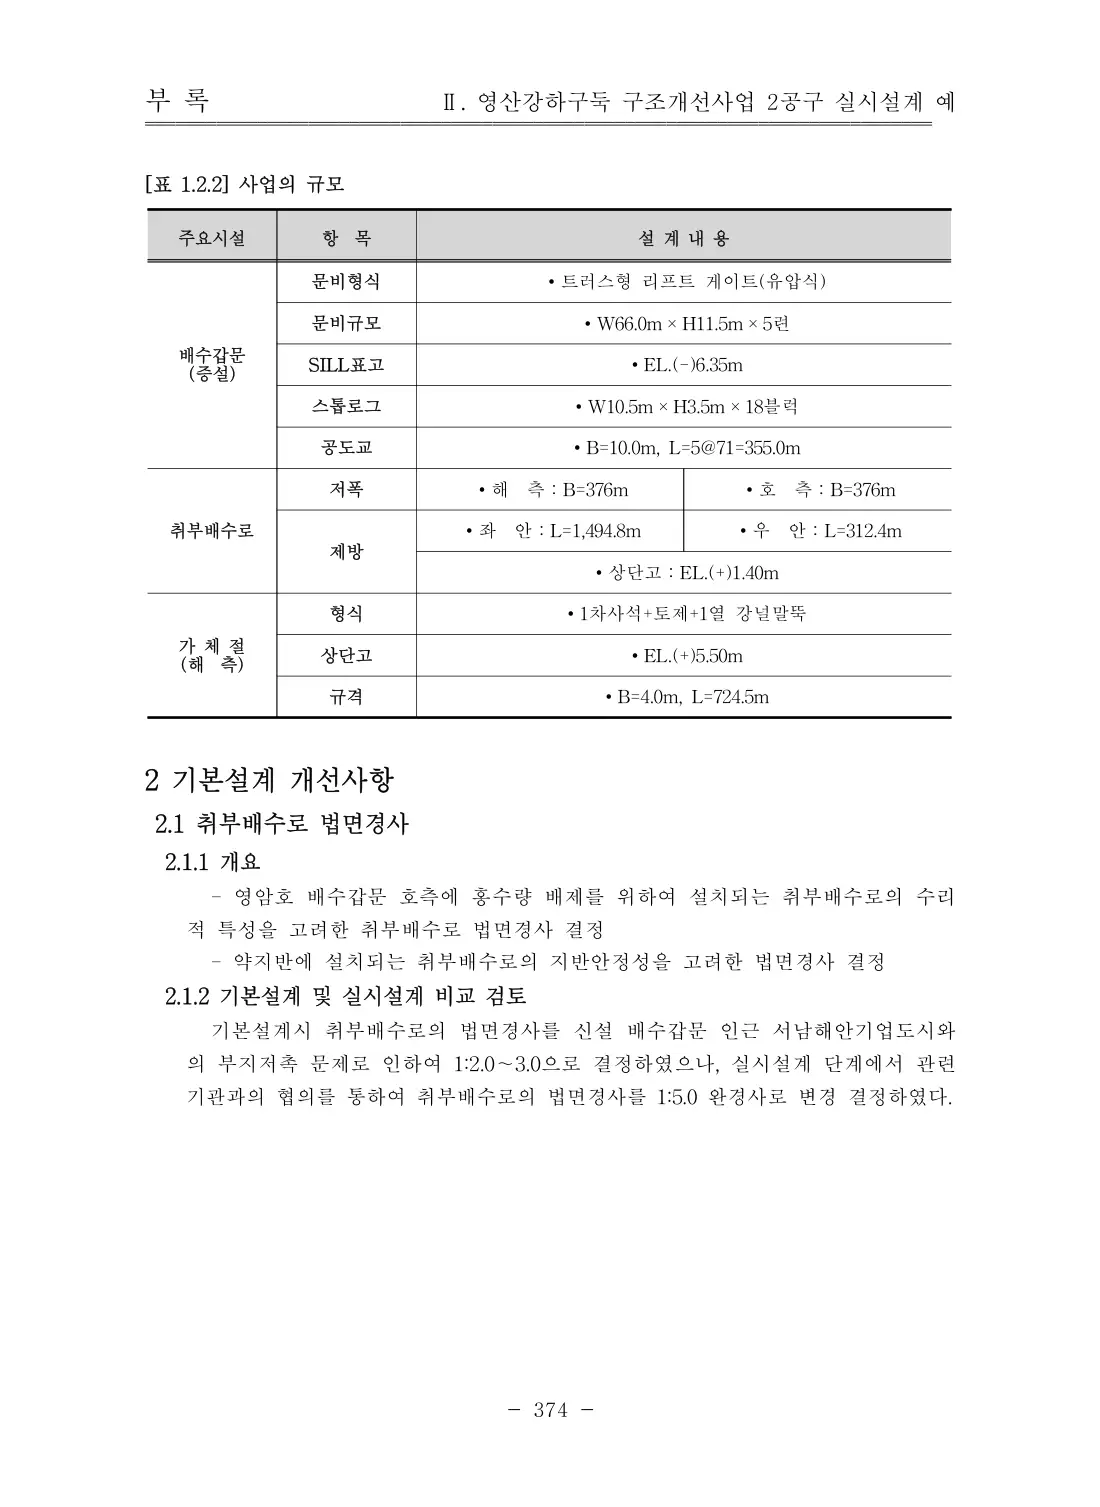 부 록
Ⅱ. 영산강하구둑 구조개선사업 2공구 실시설계 예
[표 1.2.2] 사업의 규모
주요시설 항 목 설 계 내 용
배수갑문
(증설)
문비형식 •트러스형 리프트 게이트(유압식)
문비규모 •W66.0m×H11.5m×5련
SILL표고 •EL.(-)6.35m
스톱로그 •W10.5m×H3.5m×18블럭
공도교 •B=10.0m, L=5@71=355.0m
취부배수로
저폭 •해 측：B=376m •호 측：B=376m
제방 •좌 안：L=1,494.8m •우 안：L=312.4m
•상단고：EL.(+)1.40m
가 체 절
(해 측)
형식 •1차사석+토제+1열 강널말뚝
상단고 •EL.(+)5.50m
규격 •B=4.0m, L=724.5m
2 기본설계 개선사항
2.1 취부배수로 법면경사
2.1.1 개요
- 영암호 배수갑문 호측에 홍수량 배제를 위하여 설치되는 취부배수로의 수리
적 특성을 고려한 취부배수로 법면경사 결정
- 약지반에 설치되는 취부배수로의 지반안정성을 고려한 법면경사 결정
2.1.2 기본설계 및 실시설계 비교 검토
기본설계시 취부배수로의 법면경사를 신설 배수갑문 인근 서남해안기업도시와
의 부지저촉 문제로 인하여 1:2.0～3.0으로 결정하였으나, 실시설계 단계에서 관련
기관과의 협의를 통하여 취부배수로의 법면경사를 1:5.0 완경사로 변경 결정하였다.
- 374 -